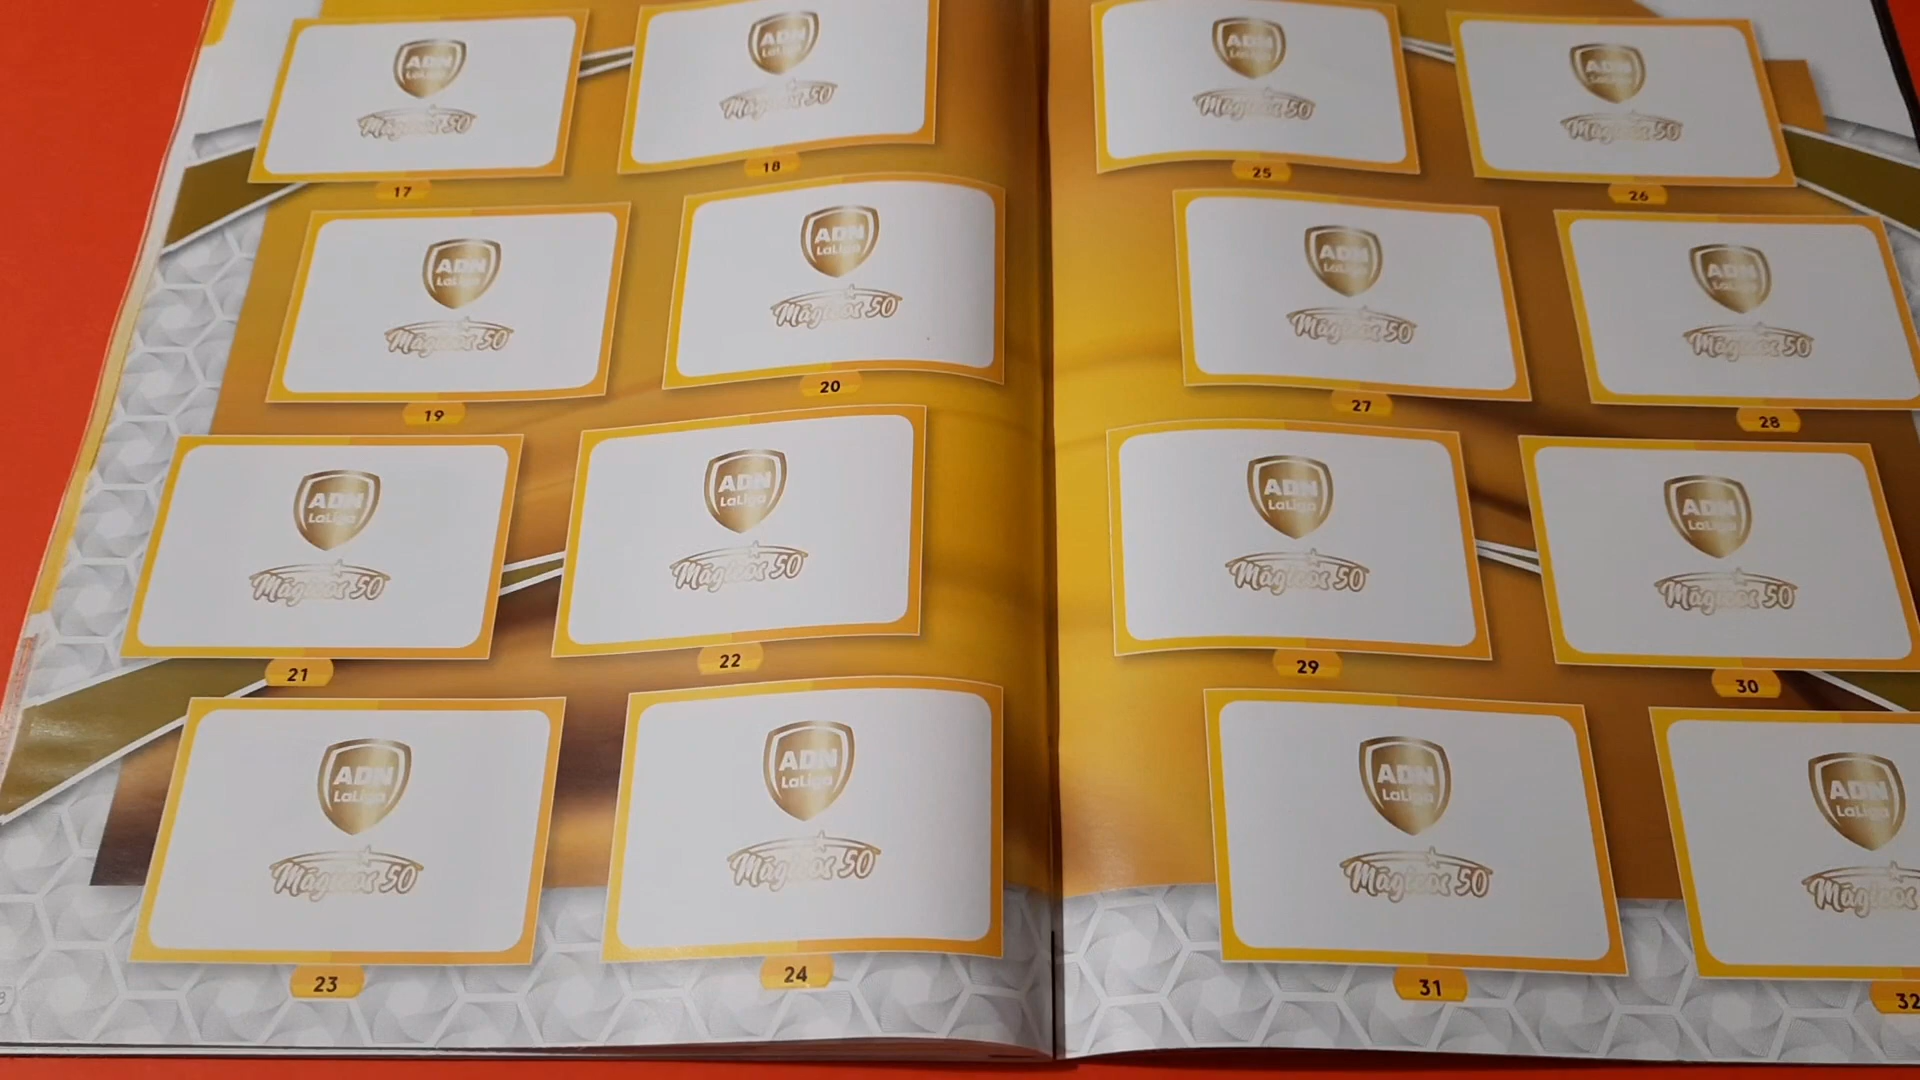 ADN
LaLiga
Mágicos 50
17
ADN
LaLiga
Mágicos 50
18
ADN
LaLiga
Mágicos 50
19
ADN
LaLiga
Mágicos 50
20
ADN
LaLiga
Mágicos 50
21
ADN
LaLiga
Mágicos 50
22
ADN
LaLiga
Mágicos 50
23
ADN
LaLiga
Mágicos 50
24
ADN
LaLiga
Mágicos 50
25
ADN
LaLiga
Mágicos 50
26
ADN
LaLiga
Mágicos 50
27
ADN
LaLiga
Mágicos 50
28
ADN
LaLiga
Mágicos 50
29
ADN
LaLiga
Mágicos 50
30
ADN
LaLiga
Mágicos 50
31
ADN
LaLiga
Mágicos
32